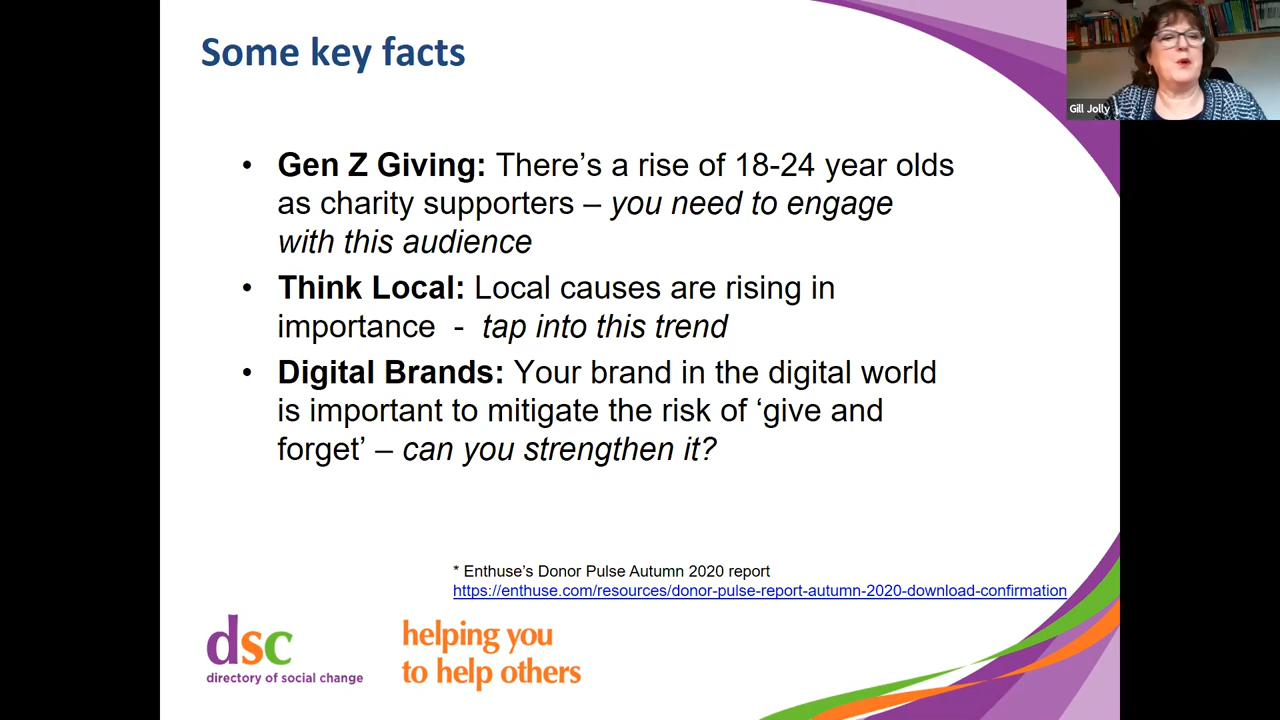 Some key facts
Gill Jolly
• Gen Z Giving: There’s a rise of 18-24 year olds
as charity supporters – you need to engage
with this audience
• Think Local: Local causes are rising in
importance - tap into this trend
• Digital Brands: Your brand in the digital world
is important to mitigate the risk of ‘give and
forget’ – can you strengthen it?
* Enthuse’s Donor Pulse Autumn 2020 report
https://enthuse.com/resources/donor-pulse-report-autumn-2020-download-confirmation
dsc
directory of social change
helping you
to help others